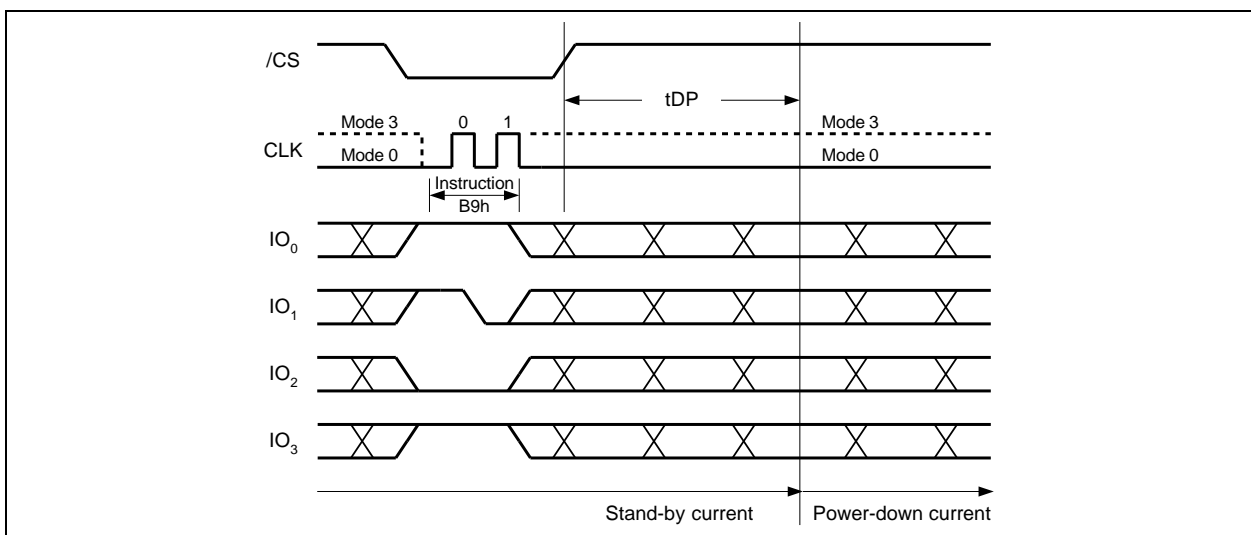 /CS
tDP
Mode 3 0 1 Mode 3
CLK
Mode 0 Mode 0
Instruction
B9h
IO0
IO1
IO2
IO3
Stand-by current Power-down current